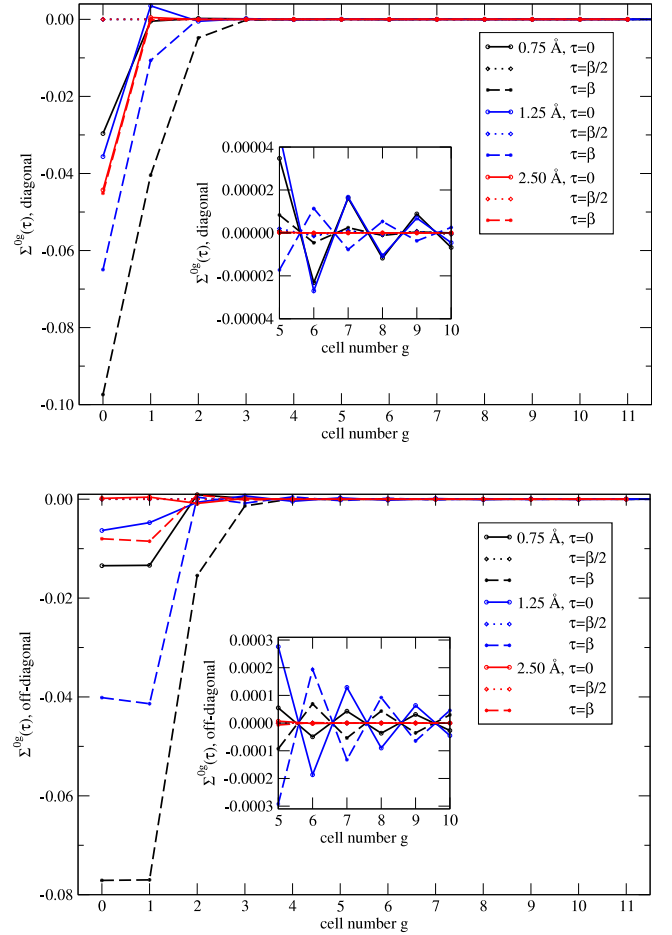 0.00
-0.02
-0.04
-0.06
-0.08
-0.10
Σ⁰ᵍ(τ), diagonal
0 1 2 3 4 5 6 7 8 9 10 11
cell number g
0.75 Å, τ=0
τ=β/2
τ=β
1.25 Å, τ=0
τ=β/2
τ=β
2.50 Å, τ=0
τ=β/2
τ=β
0.00004
0.00002
0.00000
-0.00002
-0.00004
Σ⁰ᵍ(τ), diagonal
5 6 7 8 9 10
cell number g
0.00
-0.02
-0.04
-0.06
-0.08
Σ⁰ᵍ(τ), off-diagonal
0 1 2 3 4 5 6 7 8 9 10 11
cell number g
0.75 Å, τ=0
τ=β/2
τ=β
1.25 Å, τ=0
τ=β/2
τ=β
2.50 Å, τ=0
τ=β/2
τ=β
0.0003
0.0002
0.0001
0.0000
-0.0001
-0.0002
-0.0003
Σ⁰ᵍ(τ), off-diagonal
5 6 7 8 9 10
cell number g